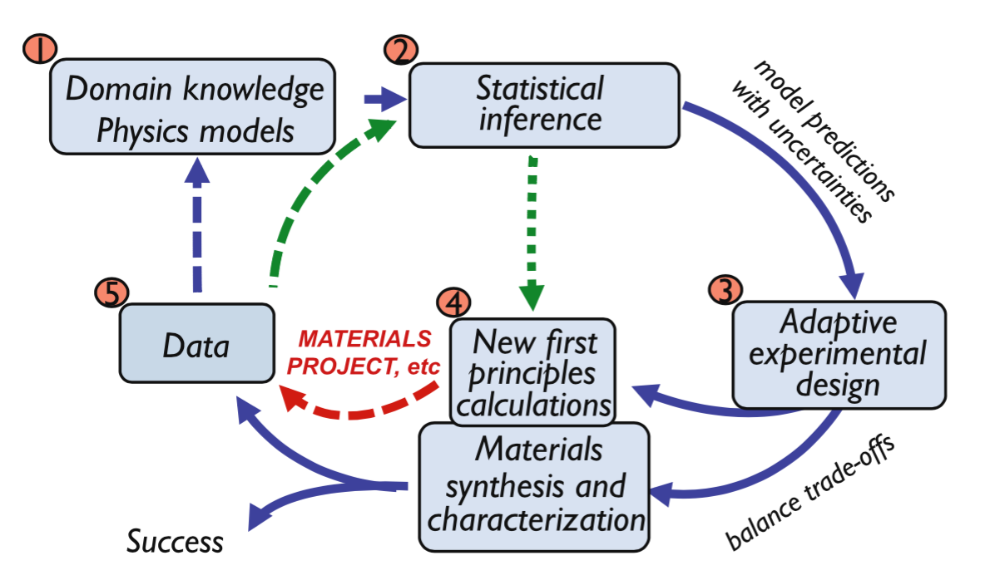 1
Domain knowledge
Physics models
2
Statistical
inference
model predictions
with uncertainties
3
Adaptive
experimental
design
balance trade-offs
4
New first
principles
calculations
Materials
synthesis and
characterization
MATERIALS
PROJECT, etc
5
Data
Success